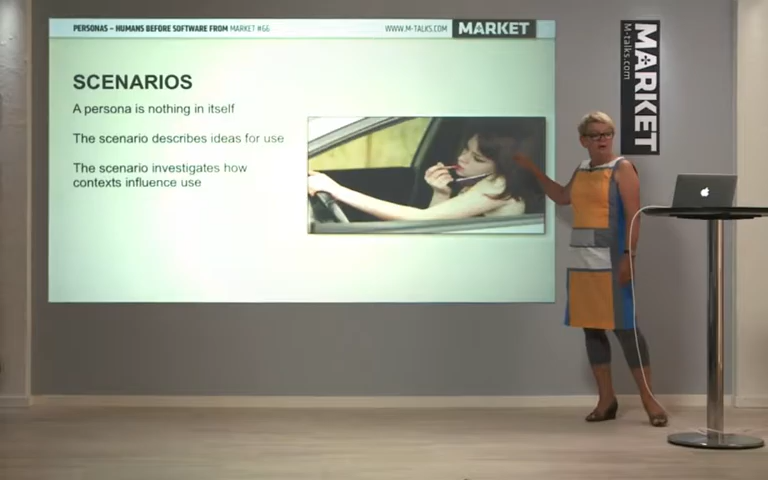 PERSONAS – HUMANS BEFORE SOFTWARE FROM MARKET #66
WWW.M-TALKS.COM
MARKET
SCENARIOS
A persona is nothing in itself
The scenario describes ideas for use
The scenario investigates how
contexts influence use
M-talks.com
MARKET